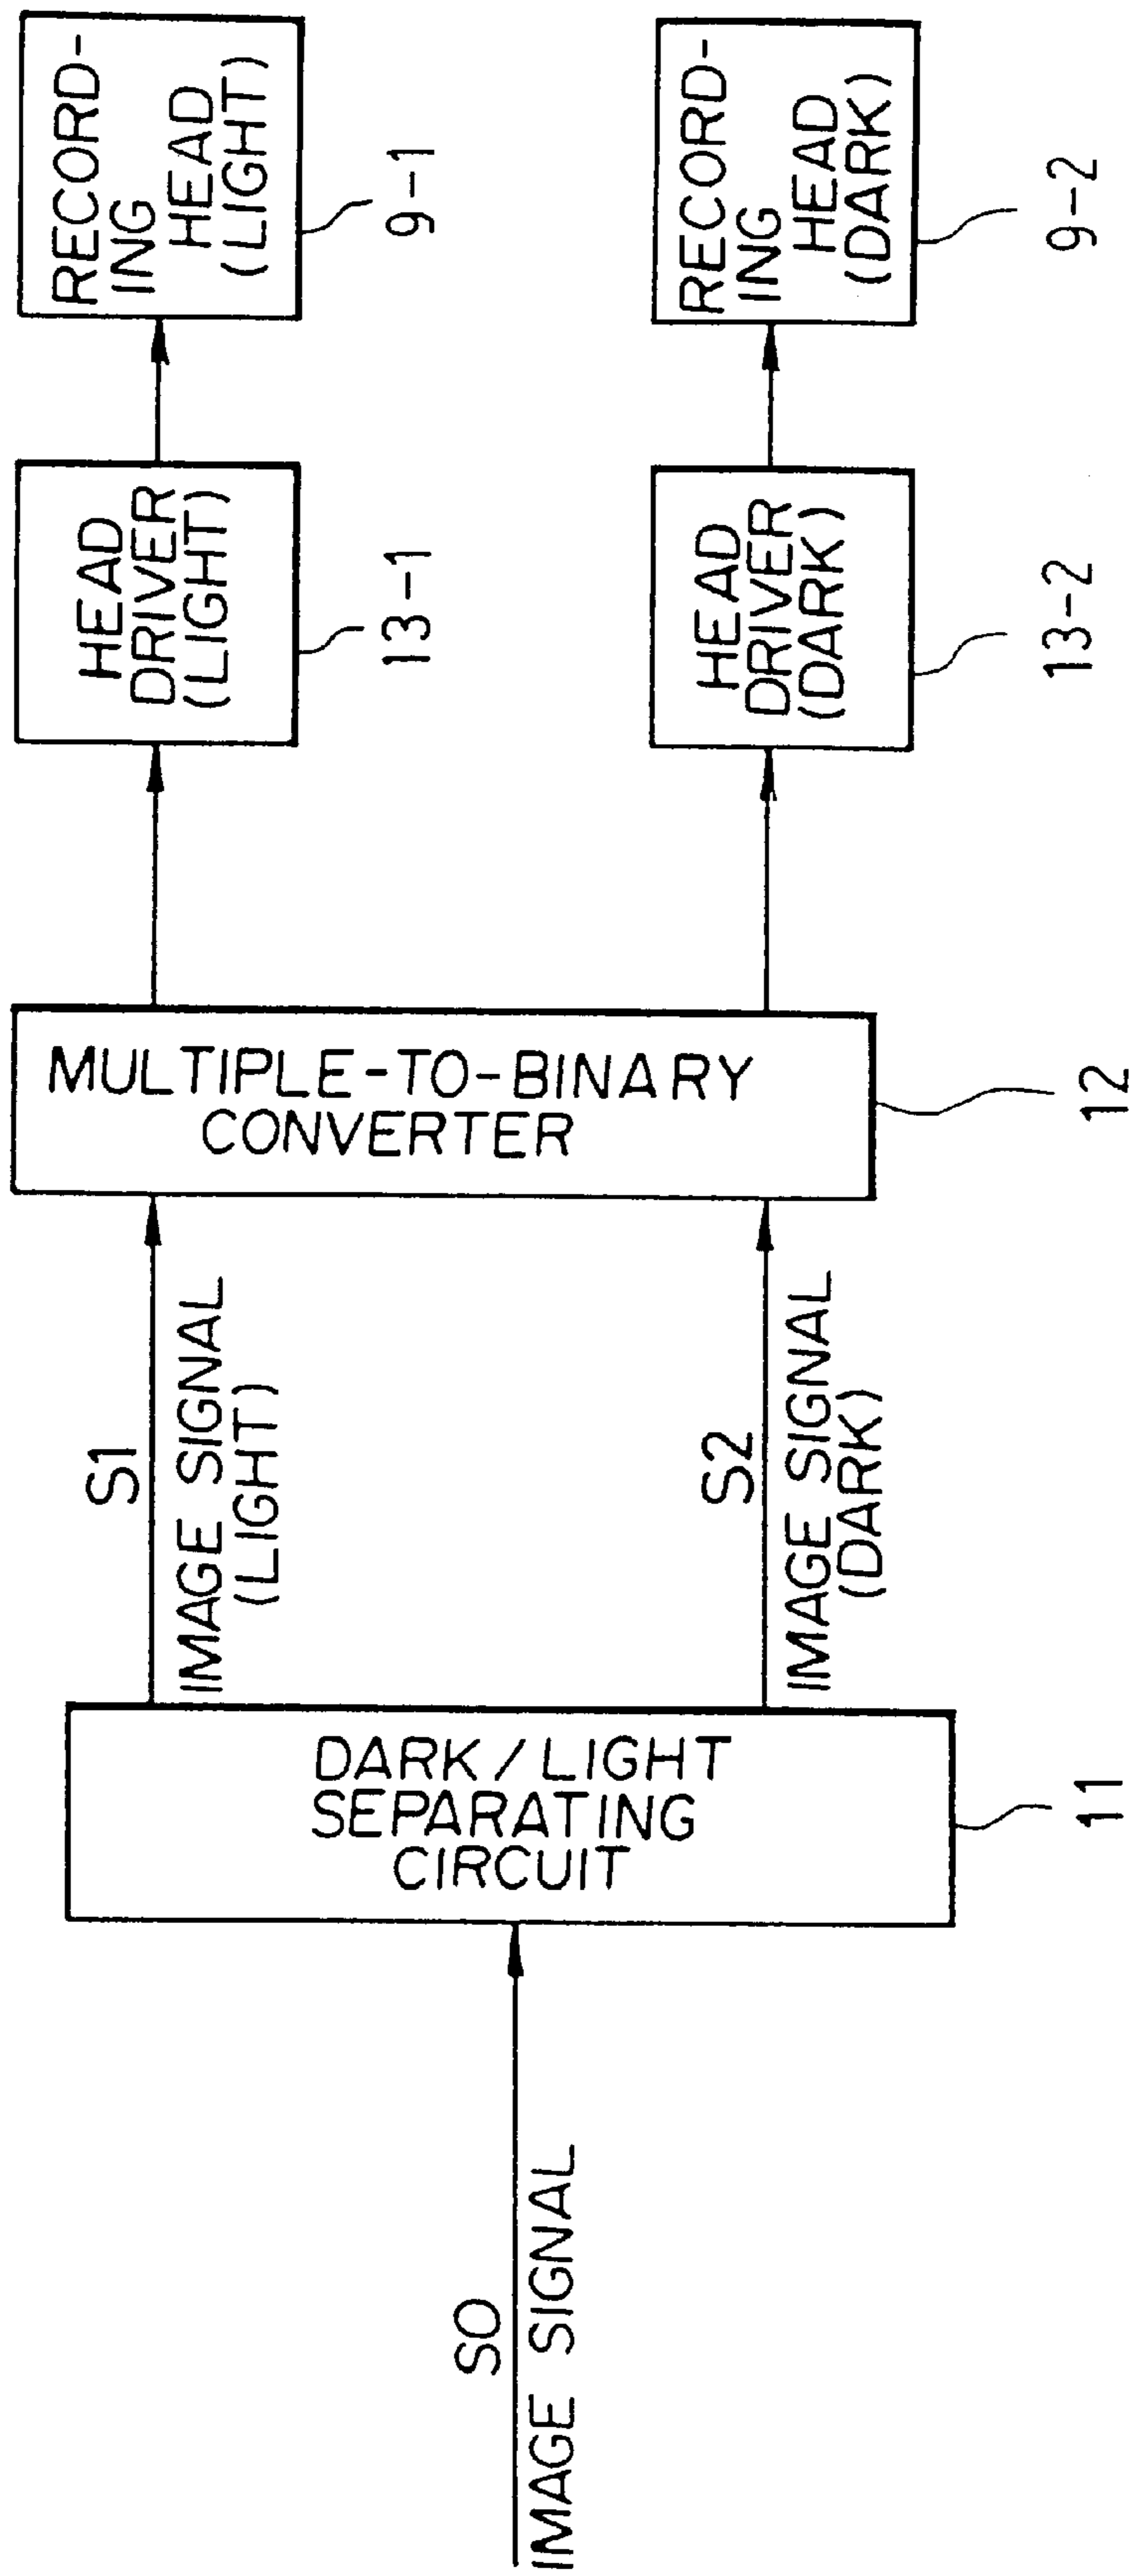 S0
IMAGE SIGNAL
DARK/LIGHT
SEPARATING
CIRCUIT
11
S1
IMAGE SIGNAL
(LIGHT)
S2
IMAGE SIGNAL
(DARK)
MULTIPLE-TO-BINARY
CONVERTER
12
HEAD
DRIVER
(LIGHT)
13-1
HEAD
DRIVER
(DARK)
13-2
RECORD-
ING
HEAD
(LIGHT)
9-1
RECORD-
ING
HEAD
(DARK)
9-2